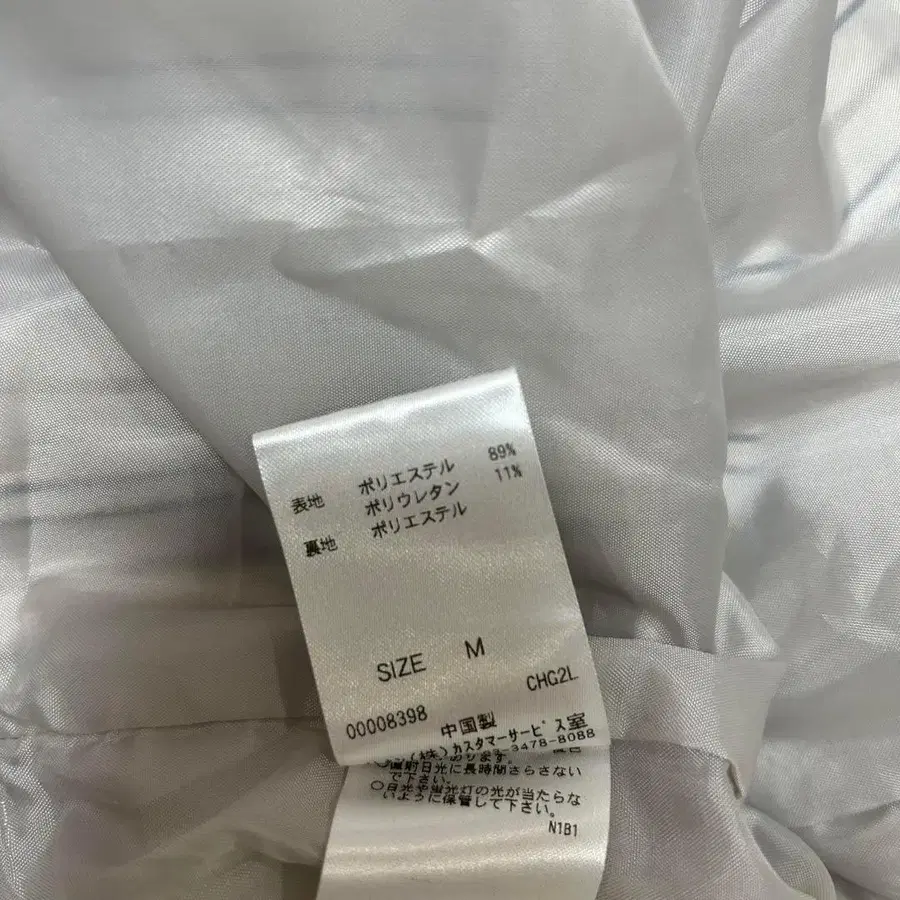 表地 ポリエステル 89%
ポリウレタン 11%
裏地 ポリエステル
SIZE M
CHG2L
00008398 中国製
カスタマーサービス室
-3478-8088
○直射日光に長時間さらさない
で下さい。
○日光や蛍光灯の光が当たらな
いように保管して下さい。
N1B1